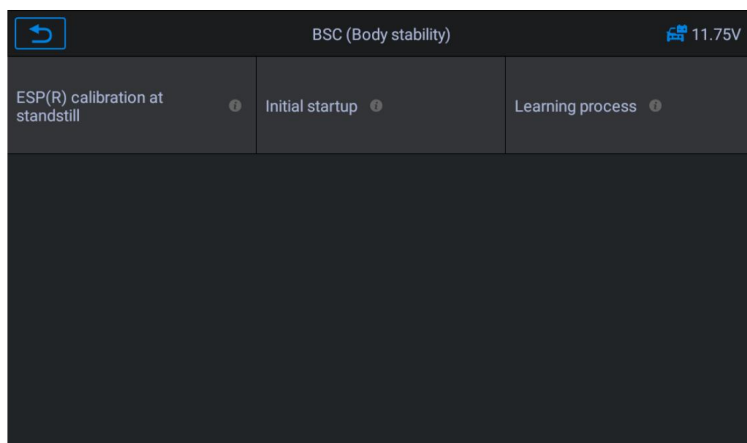 BSC (Body stability)
11.75V
ESP(R) calibration at
standstill
Initial startup
Learning process